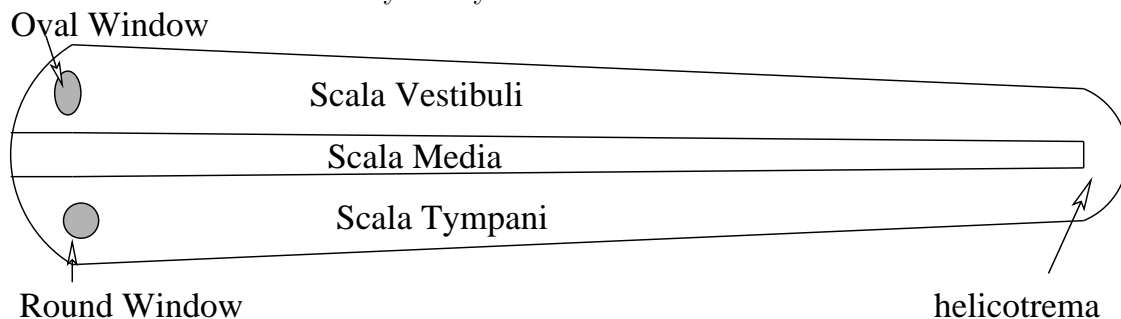 Oval Window
Scala Vestibuli
Scala Media
Scala Tympani
Round Window
helicotrema